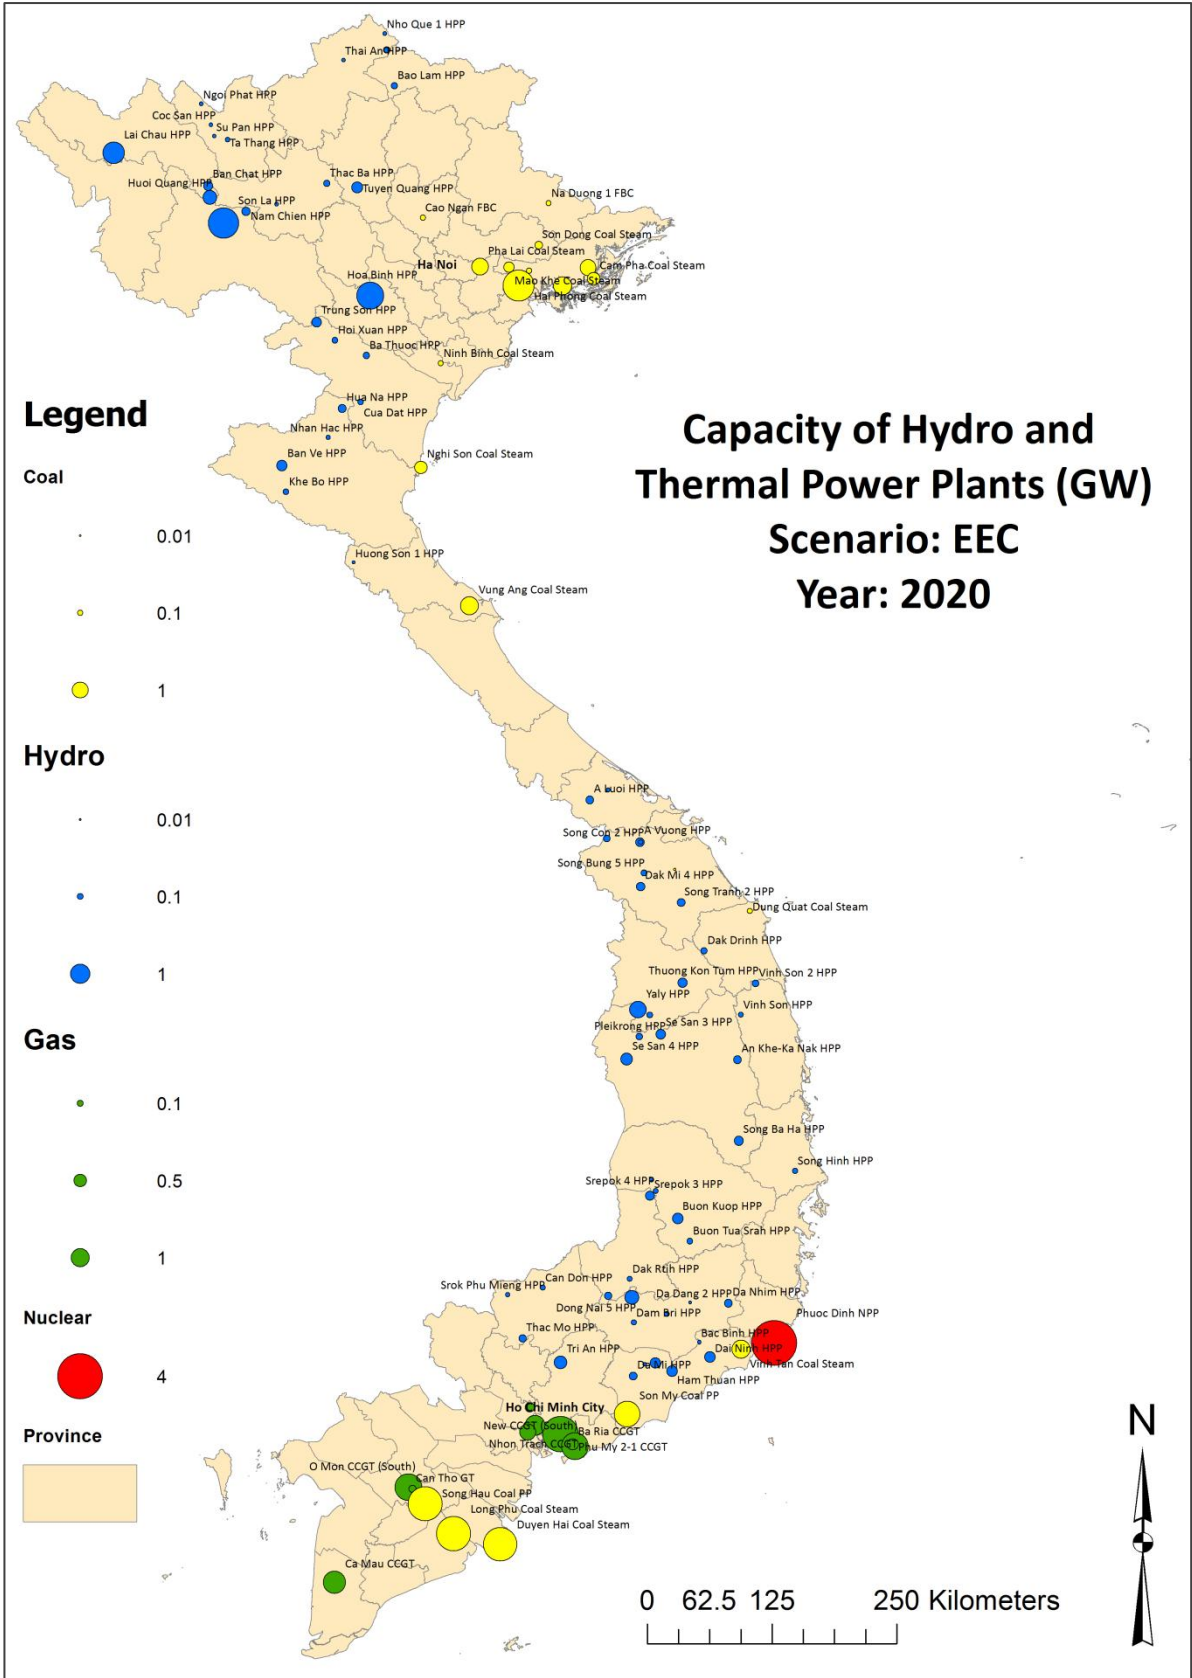 Nho Que 1 HPP
Thai An HPP
Bao Lam HPP
Ngoi Phat HPP
Coc San HPP
Su Pan HPP
Lai Chau HPP
Ta Thang HPP
Ban Chat HPP
Huoi Quang HPP
Thac Ba HPP
Tuyen Quang HPP
Na Duong 1 FBC
Son La HPP
Nam Chien HPP
Cao Ngan FBC
Son Dong Coal Steam
Pha Lai Coal Steam
Ha Noi
Cam Pha Coal Steam
Hoa Binh HPP
Mao Khe Coal Steam
Hai Phong Coal Steam
Trung Son HPP
Hoi Xuan HPP
Ba Thuoc HPP
Ninh Binh Coal Steam
Hua Na HPP
Cua Dat HPP
Nhan Hac HPP
Ban Ve HPP
Nghi Son Coal Steam
Khe Bo HPP
Huong Son 1 HPP
Vung Ang Coal Steam
Capacity of Hydro and
Thermal Power Plants (GW)
Scenario: EEC
Year: 2020
Legend
Coal
0.01
0.1
1
Hydro
0.01
0.1
1
Gas
0.1
0.5
1
Nuclear
4
Province
A Luoi HPP
Song Con 2 HPP
A Vuong HPP
Song Bung 5 HPP
Dak Mi 4 HPP
Song Tranh 2 HPP
Dung Quat Coal Steam
Dak Drinh HPP
Thuong Kon Tum HPP
Vinh Son 2 HPP
Yaly HPP
Vinh Son HPP
Pleikrong HPP
Se San 3 HPP
Se San 4 HPP
An Khe-Ka Nak HPP
Song Ba Ha HPP
Song Hinh HPP
Srepok 4 HPP
Srepok 3 HPP
Buon Kuop HPP
Buon Tua Srah HPP
Dak Rtih HPP
Can Don HPP
Srok Phu Mieng HPP
Da Dang 2 HPP
Da Nhim HPP
Dong Nai 5 HPP
Dam Bri HPP
Phuoc Dinh NPP
Thac Mo HPP
Bac Binh HPP
Tri An HPP
Dai Ninh HPP
Da Mi HPP
Vinh Tan Coal Steam
Ham Thuan HPP
Son My Coal PP
Ho Chi Minh City
New CCGT (South)
Ba Ria CCGT
Nhon Trach CCGT
Phu My 2-1 CCGT
O Mon CCGT (South)
Can Tho GT
Song Hau Coal PP
Long Phu Coal Steam
Duyen Hai Coal Steam
Ca Mau CCGT
N
0 62.5 125 250 Kilometers